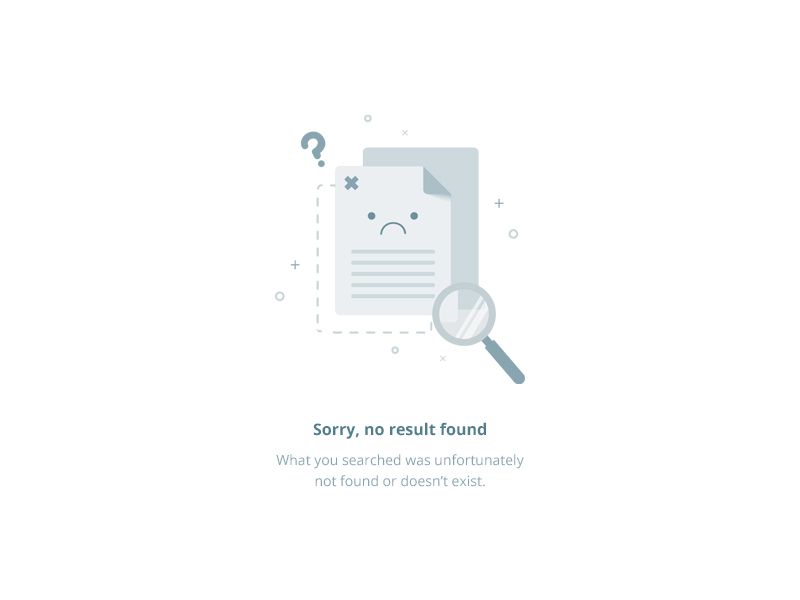 ?
Sorry, no result found
What you searched was unfortunately
not found or doesn't exist.